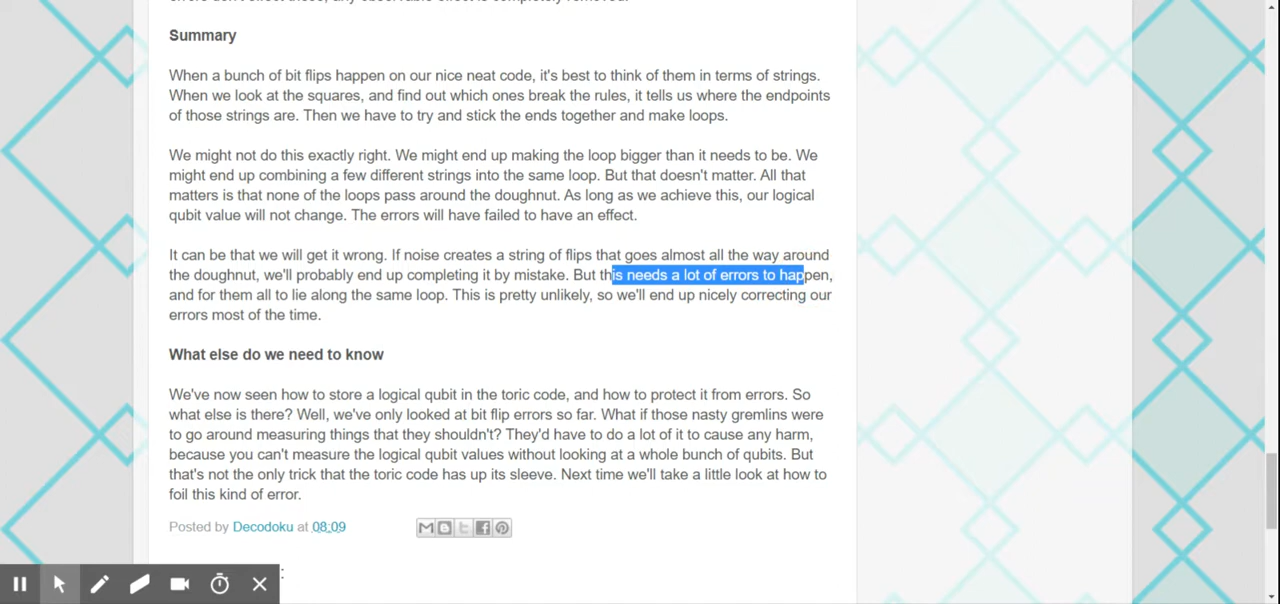 Summary
When a bunch of bit flips happen on our nice neat code, it's best to think of them in terms of strings.
When we look at the squares, and find out which ones break the rules, it tells us where the endpoints
of those strings are. Then we have to try and stick the ends together and make loops.
We might not do this exactly right. We might end up making the loop bigger than it needs to be. We
might end up combining a few different strings into the same loop. But that doesn't matter. All that
matters is that none of the loops pass around the doughnut. As long as we achieve this, our logical
qubit value will not change. The errors will have failed to have an effect.
It can be that we will get it wrong. If noise creates a string of flips that goes almost all the way around
the doughnut, we'll probably end up completing it by mistake. But this needs a lot of errors to happen,
and for them all to lie along the same loop. This is pretty unlikely, so we'll end up nicely correcting our
errors most of the time.
What else do we need to know
We've now seen how to store a logical qubit in the toric code, and how to protect it from errors. So
what else is there? Well, we've only looked at bit flip errors so far. What if those nasty gremlins were
to go around measuring things that they shouldn't? They'd have to do a lot of it to cause any harm,
because you can't measure the logical qubit values without looking at a whole bunch of qubits. But
that's not the only trick that the toric code has up its sleeve. Next time we'll take a little look at how to
foil this kind of error.
Posted by Decodoku at 08:09